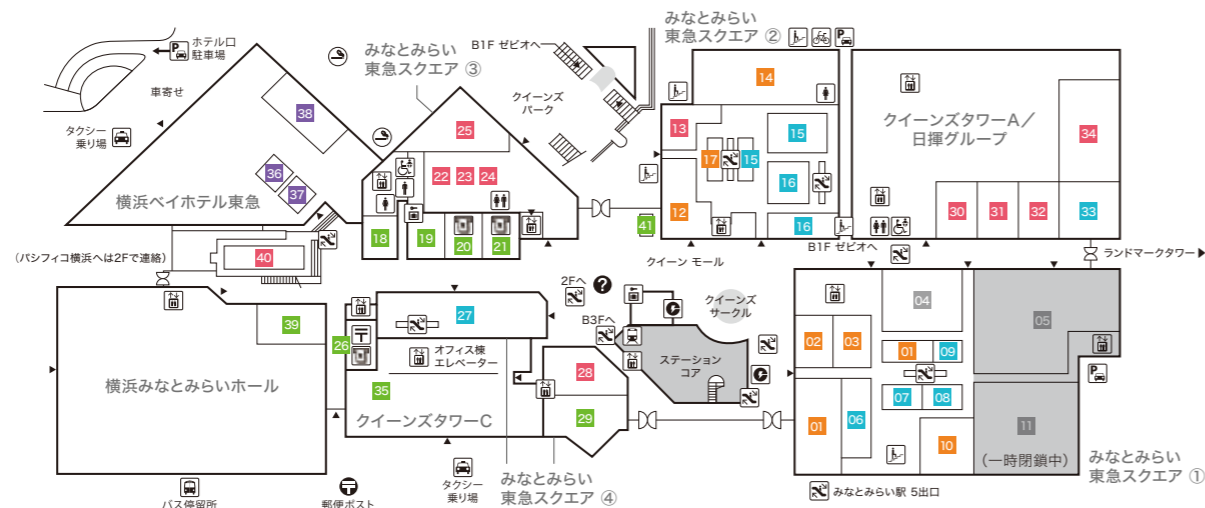 ホテル口
駐車場
車寄せ
タクシー
乗り場
横浜ベイホテル東急
38
36
37
(パシフィコ横浜へは2Fで連絡)
40
みなとみらい
東急スクエア ③
25
22 23 24
18
19
20
21
B1F ゼビオへ
クイーンズ
パーク
41
クイーン モール
みなとみらい
東急スクエア ②
P
14
13
17
15
15
16
12
16
B1F ゼビオへ
クイーンズタワーA/
日揮グループ
34
30
31
32
33
ランドマークタワー
横浜みなとみらいホール
39
バス停留所
郵便ポスト
26
27
オフィス棟
エレベーター
35
クイーンズタワーC
28
29
タクシー
乗り場
みなとみらい
東急スクエア ④
2Fへ
?
B3Fへ
クイーンズ
サークル
ステーション
コア
04
05
02
03
01
09
07
08
01
06
10
11
(一時閉鎖中)
P
みなとみらい
東急スクエア ①
みなとみらい駅 5出口